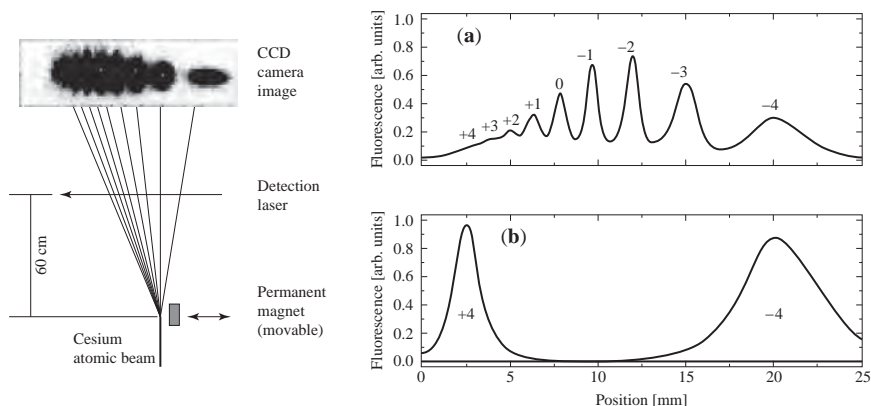 CCD
camera
image
Detection
laser
60 cm
Permanent
magnet
(movable)
Cesium
atomic beam
(a)
Fluorescence [arb. units]
1.0
0.8
0.6
0.4
0.2
0.0
+4
+3
+2
+1
0
−1
−2
−3
−4
(b)
Fluorescence [arb. units]
1.0
0.8
0.6
0.4
0.2
0.0
+4
−4
0 5 10 15 20 25
Position [mm]